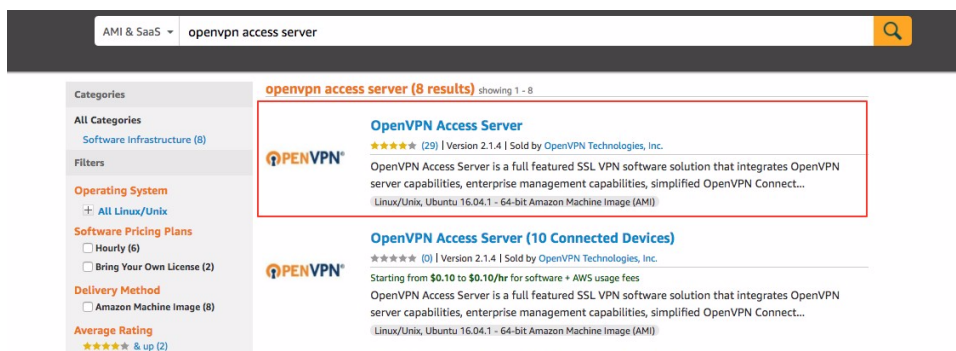 AMI & SaaS openvpn access server
Categories
All Categories
Software Infrastructure (8)
Filters
Operating System
All Linux/Unix
Software Pricing Plans
Hourly (6)
Bring Your Own License (2)
Delivery Method
Amazon Machine Image (8)
Average Rating
& up (2)
openvpn access server (8 results) showing 1 - 8
OPENVPN®
OpenVPN Access Server
(29) | Version 2.1.4 | Sold by OpenVPN Technologies, Inc.
OpenVPN Access Server is a full featured SSL VPN software solution that integrates OpenVPN
server capabilities, enterprise management capabilities, simplified OpenVPN Connect...
Linux/Unix, Ubuntu 16.04.1 - 64-bit Amazon Machine Image (AMI)
OPENVPN®
OpenVPN Access Server (10 Connected Devices)
(0) | Version 2.1.4 | Sold by OpenVPN Technologies, Inc.
Starting from $0.10 to $0.10/hr for software + AWS usage fees
OpenVPN Access Server is a full featured SSL VPN software solution that integrates OpenVPN
server capabilities, enterprise management capabilities, simplified OpenVPN Connect...
Linux/Unix, Ubuntu 16.04.1 - 64-bit Amazon Machine Image (AMI)